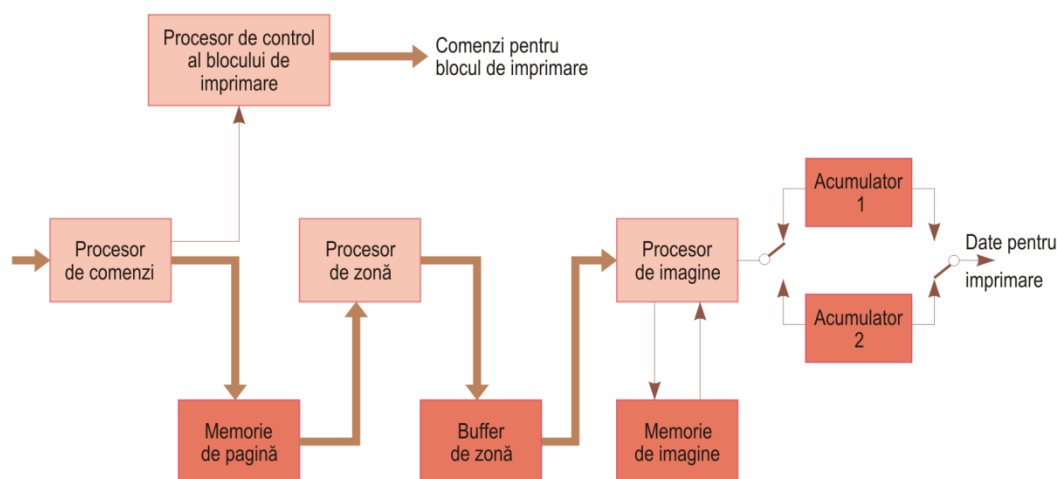 Procesor de control
al blocului de
imprimare
Comenzi pentru
blocul de imprimare
Procesor
de comenzi
Procesor
de zonă
Procesor
de imagine
Acumulator
1
Date pentru
imprimare
Acumulator
2
Memorie
de pagină
Buffer
de zonă
Memorie
de imagine